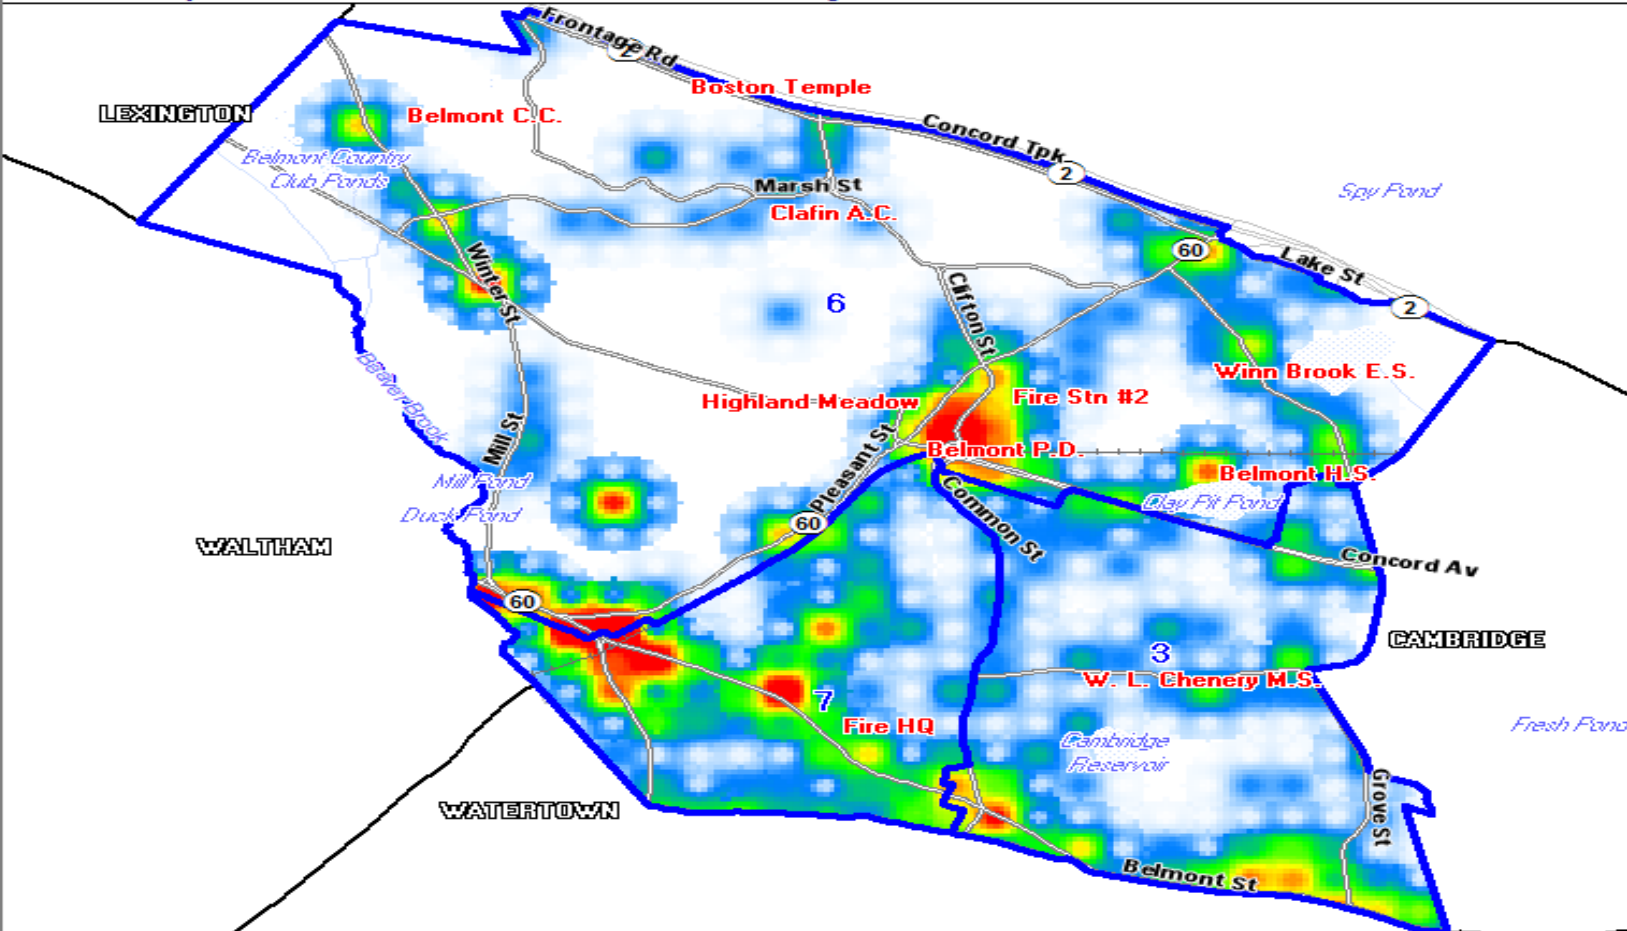 Frontage Rd
2
Boston Temple
LEXINGTON
Belmont C.C.
Concord Tpk
2
Belmont Country
Club Ponds
Marsh St
Spy Pond
Clafin A.C.
60
Lake St
Winter St
Clifton St
6
2
Beaver Brook
Winn Brook E.S.
Highland Meadow
Fire Stn #2
Mill St
Pleasant St
Belmont P.D.
Belmont H.S.
Mill Pond
Common St
Clay Pit Pond
Duck Pond
60
WALTHAM
Concord Av
60
CAMBRIDGE
3
W. L. Chenery M.S.
7
Fire HQ
Fresh Pond
Cambridge
Reservoir
WATERTOWN
Grove St
Belmont St